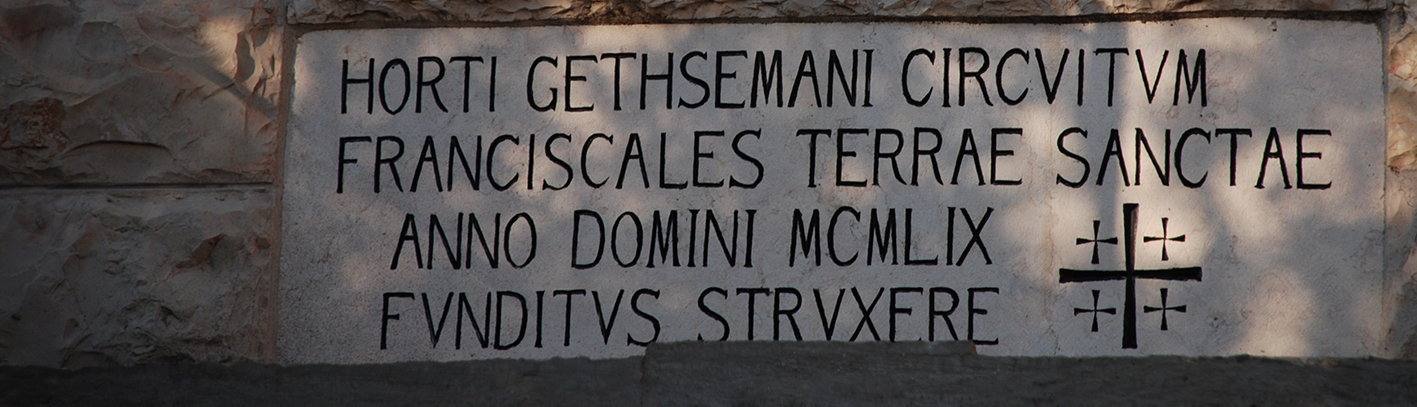 HORTI GETHSEMANI CIRCVITVM
FRANCISCALES TERRAE SANCTAE
ANNO DOMINI MCMLIX
FVNDITVS STRVXERE